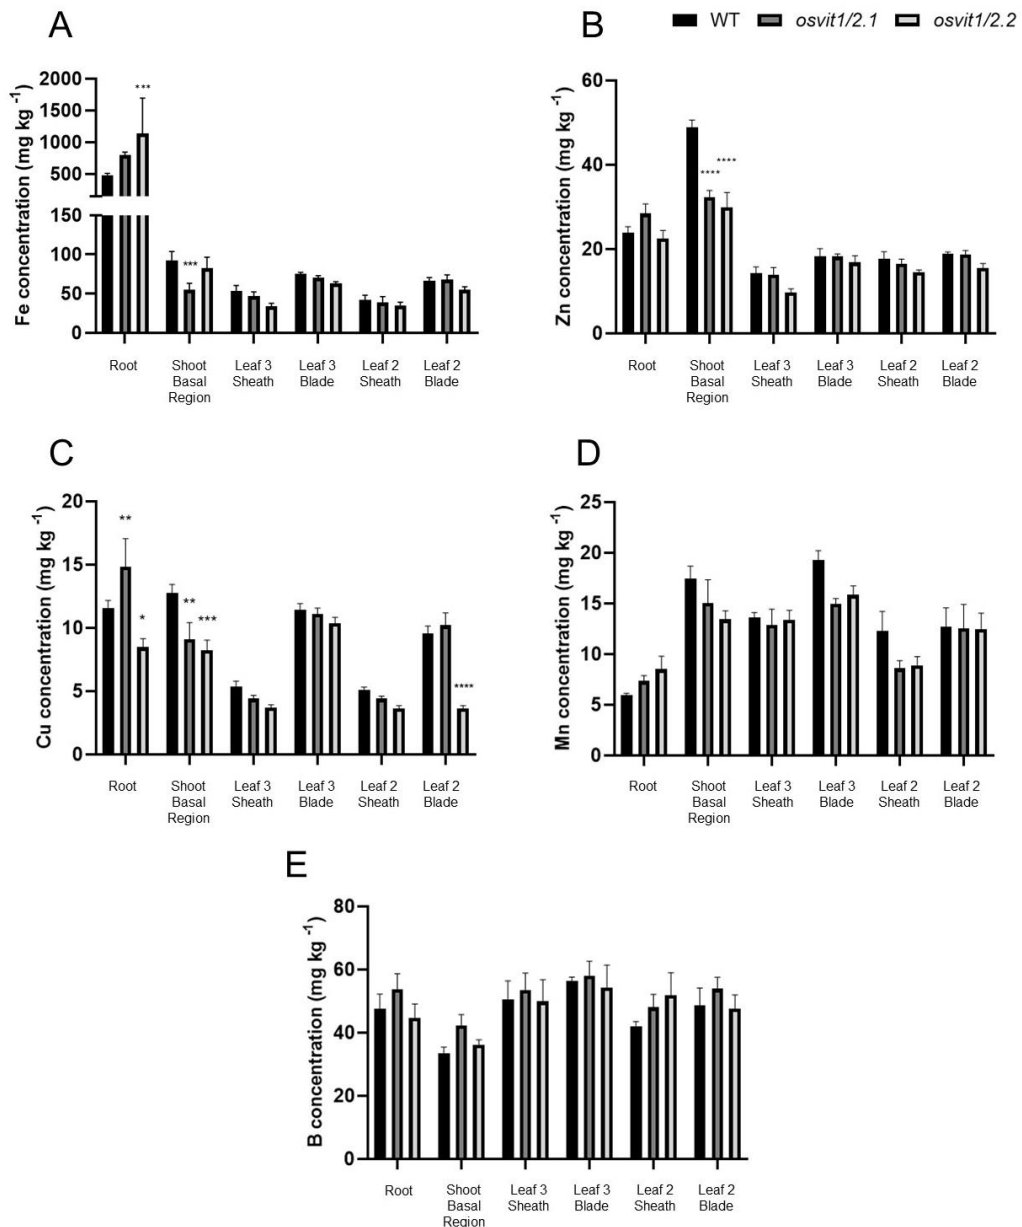 A
B
WT osvit1/2.1 osvit1/2.2
Fe concentration (mg kg -1)
2000
1500
1000
500
150
100
50
0
***
***
Root
Shoot Basal Region
Leaf 3 Sheath
Leaf 3 Blade
Leaf 2 Sheath
Leaf 2 Blade
Zn concentration (mg kg -1)
60
40
20
0
****
****
Root
Shoot Basal Region
Leaf 3 Sheath
Leaf 3 Blade
Leaf 2 Sheath
Leaf 2 Blade
C
Cu concentration (mg kg -1)
20
15
10
5
0
**
*
**
***
****
Root
Shoot Basal Region
Leaf 3 Sheath
Leaf 3 Blade
Leaf 2 Sheath
Leaf 2 Blade
D
Mn concentration (mg kg -1)
25
20
15
10
5
0
Root
Shoot Basal Region
Leaf 3 Sheath
Leaf 3 Blade
Leaf 2 Sheath
Leaf 2 Blade
E
B concentration (mg kg -1)
80
60
40
20
0
Root
Shoot Basal Region
Leaf 3 Sheath
Leaf 3 Blade
Leaf 2 Sheath
Leaf 2 Blade